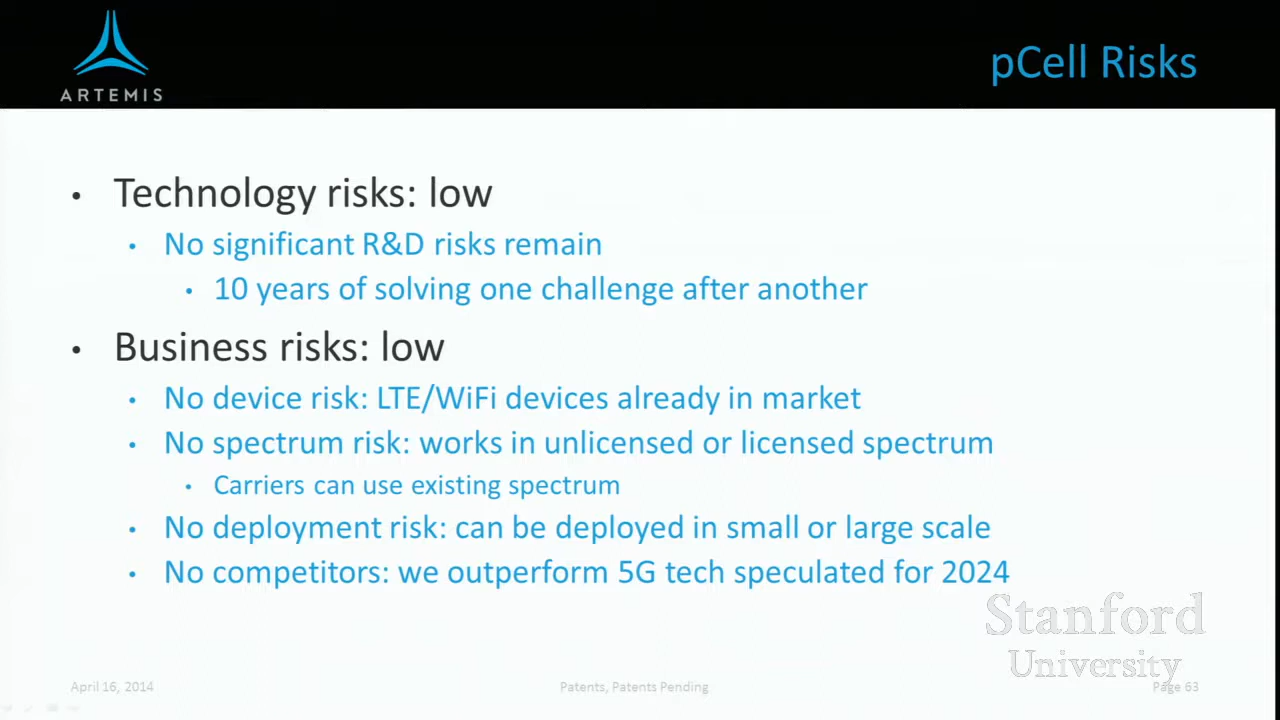 ARTEMIS
pCell Risks
• Technology risks: low
• No significant R&D risks remain
• 10 years of solving one challenge after another
• Business risks: low
• No device risk: LTE/WiFi devices already in market
• No spectrum risk: works in unlicensed or licensed spectrum
• Carriers can use existing spectrum
• No deployment risk: can be deployed in small or large scale
• No competitors: we outperform 5G tech speculated for 2024
Stanford
University
April 16, 2014
Patents, Patents Pending
Page 63